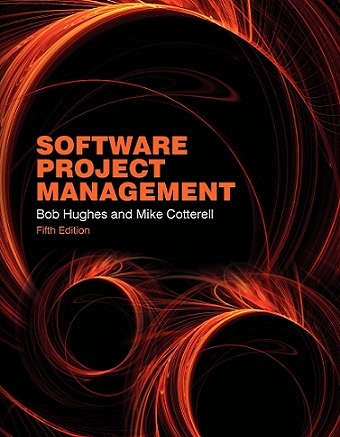 SOFTWARE
PROJECT
MANAGEMENT
Bob Hughes and Mike Cotterell
Fifth Edition